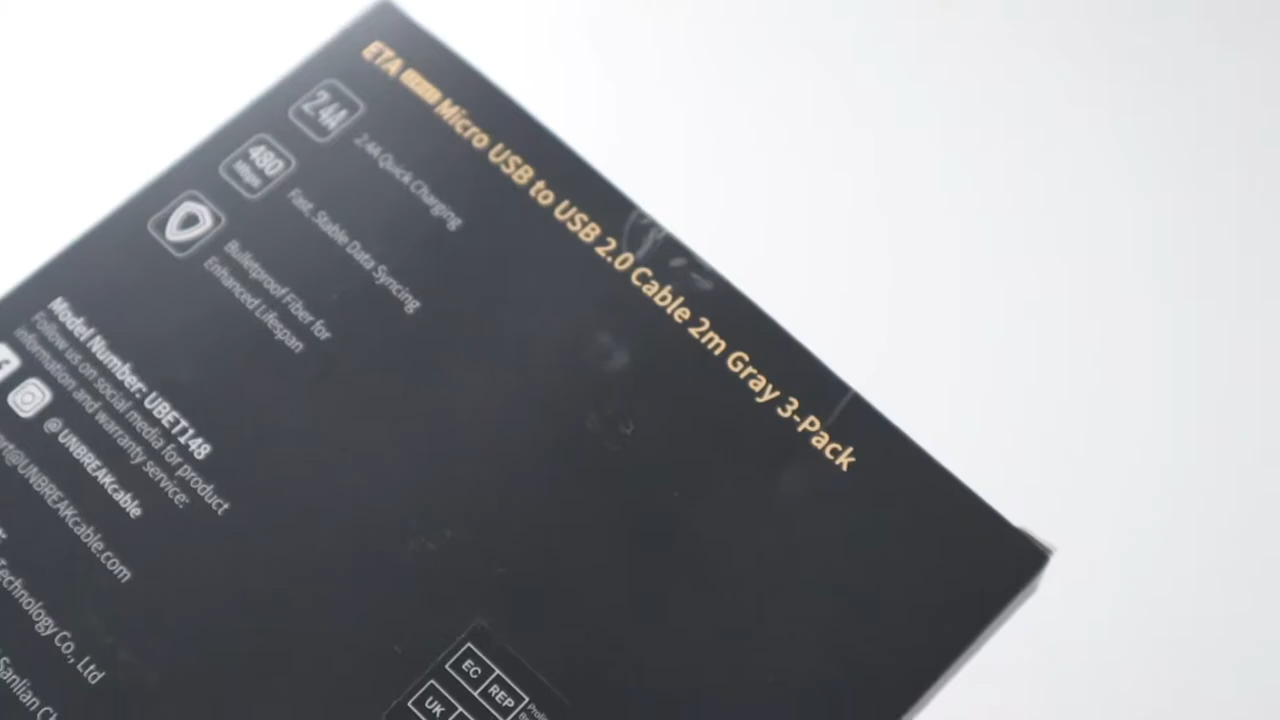 ETA Micro USB to USB 2.0 Cable 2m Gray 3-Pack
2.4A
2.4A Quick Charging
480
Mbps
Fast, Stable Data Syncing
Bulletproof Fiber for
Enhanced Lifespan
Model Number: UBET148
Follow us on social media for product
information and warranty service:
@UNBREAKcable
rt@UNBREAKcable.com
Technology Co., Ltd
Sanlian
EC REP
UK